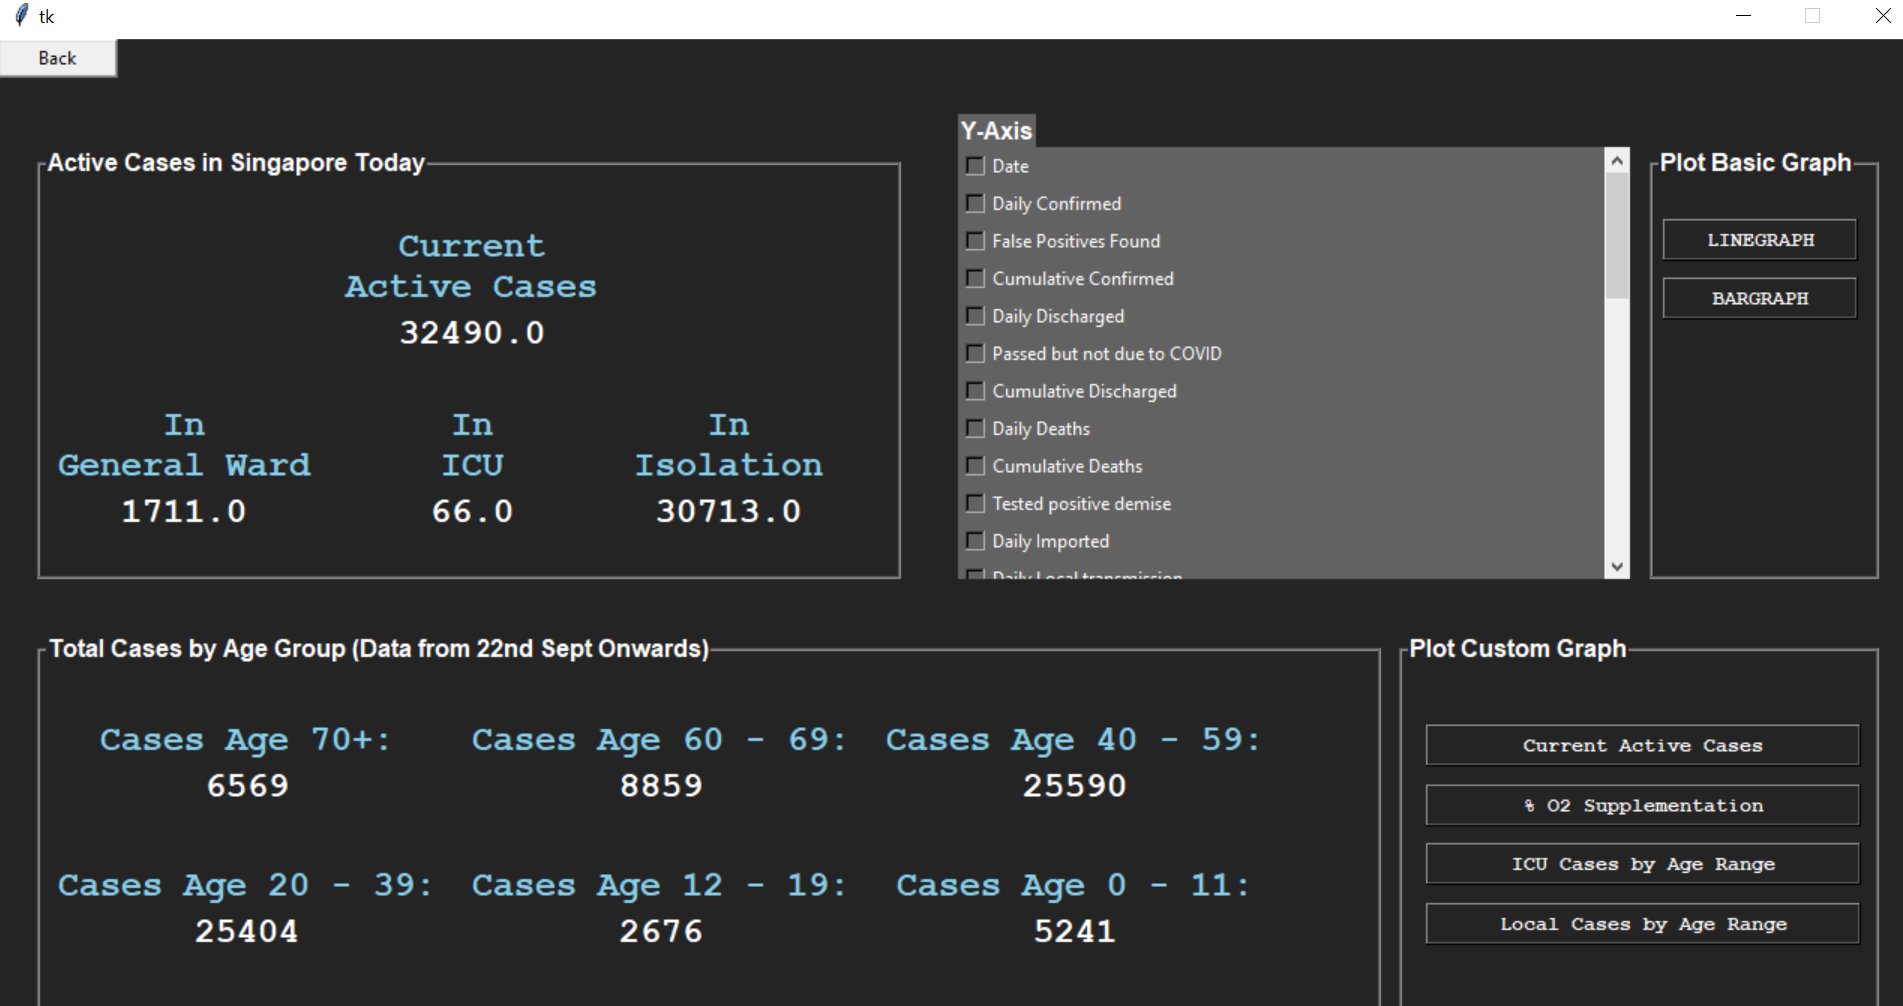 tk
Back
Active Cases in Singapore Today
Current
Active Cases
32490.0
In
General Ward
1711.0
In
ICU
66.0
In
Isolation
30713.0
Y-Axis
Date
Daily Confirmed
False Positives Found
Cumulative Confirmed
Daily Discharged
Passed but not due to COVID
Cumulative Discharged
Daily Deaths
Cumulative Deaths
Tested positive demise
Daily Imported
Daily Local transmission
Plot Basic Graph
LINEGRAPH
BARGRAPH
Total Cases by Age Group (Data from 22nd Sept Onwards)
Cases Age 70+:
6569
Cases Age 60 - 69:
8859
Cases Age 40 - 59:
25590
Cases Age 20 - 39:
25404
Cases Age 12 - 19:
2676
Cases Age 0 - 11:
5241
Plot Custom Graph
Current Active Cases
% O2 Supplementation
ICU Cases by Age Range
Local Cases by Age Range